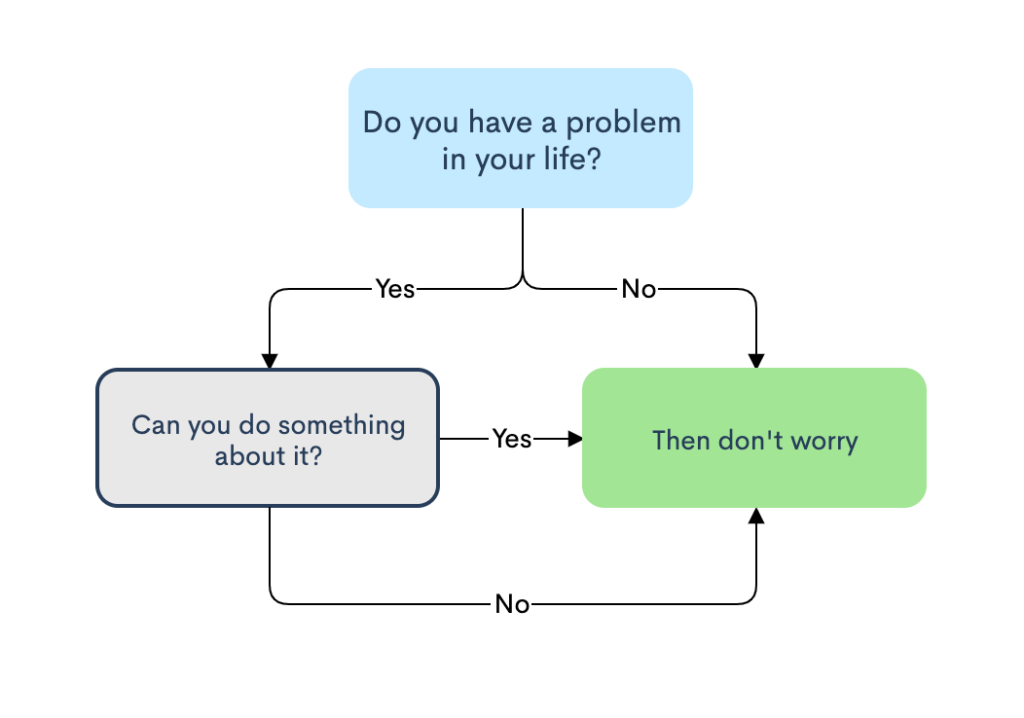 Do you have a problem
in your life?
Yes
No
Can you do something
about it?
Yes
Then don't worry
No